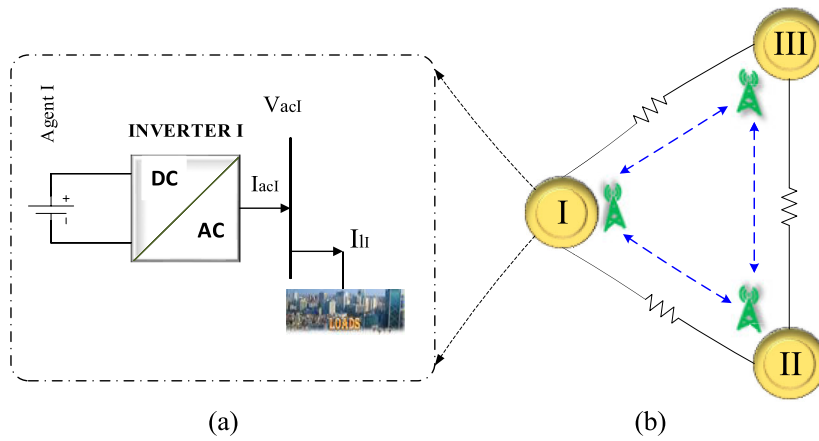 Agent I
INVERTER I
DC
AC
+
−
IacI
VacI
IlI
LOADS
(a)
I
II
III
(b)